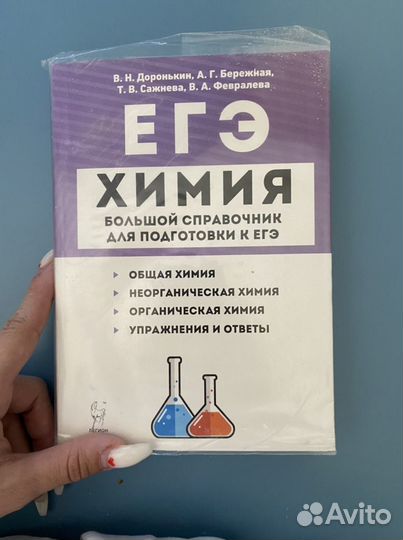 В. Н. Доронькин, А. Г. Бережная,
Т. В. Сажнева, В. А. Февралева
ЕГЭ
ХИМИЯ
БОЛЬШОЙ СПРАВОЧНИК
ДЛЯ ПОДГОТОВКИ К ЕГЭ
ОБЩАЯ ХИМИЯ
НЕОРГАНИЧЕСКАЯ ХИМИЯ
ОРГАНИЧЕСКАЯ ХИМИЯ
УПРАЖНЕНИЯ И ОТВЕТЫ
ЛЕГИОН
Avito